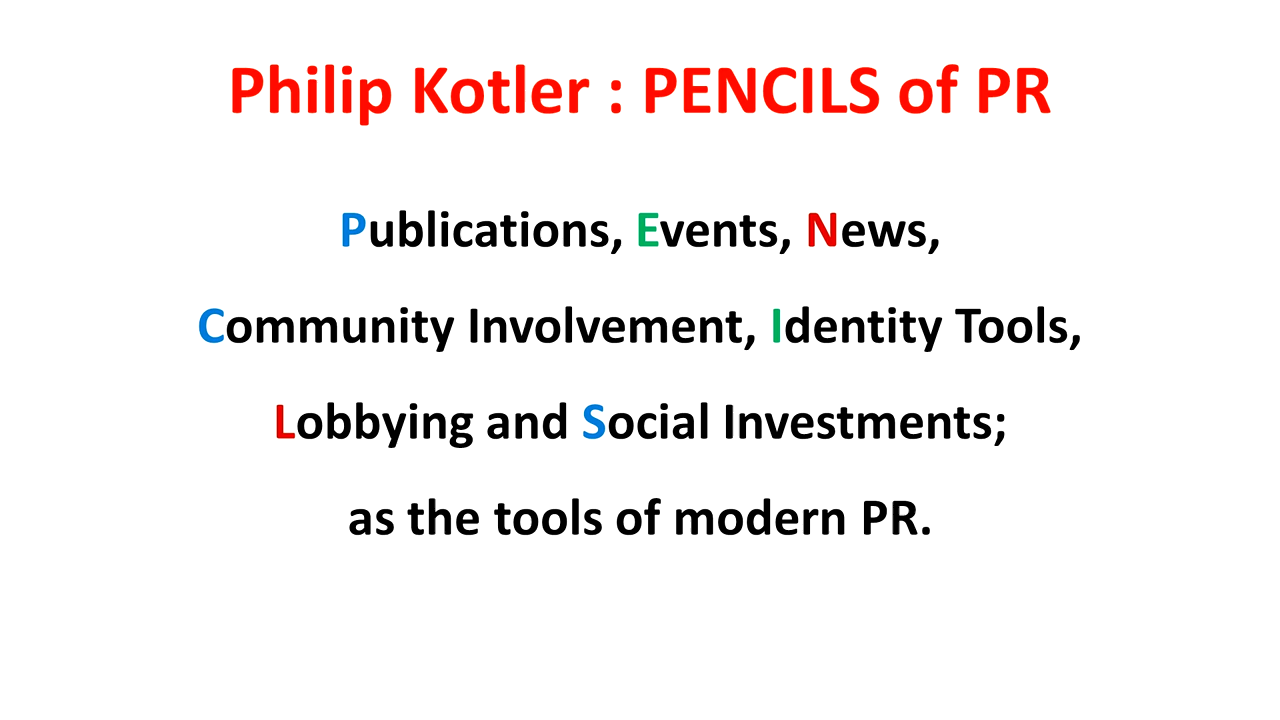 Philip Kotler : PENCILS of PR
Publications, Events, News,
Community Involvement, Identity Tools,
Lobbying and Social Investments;
as the tools of modern PR.